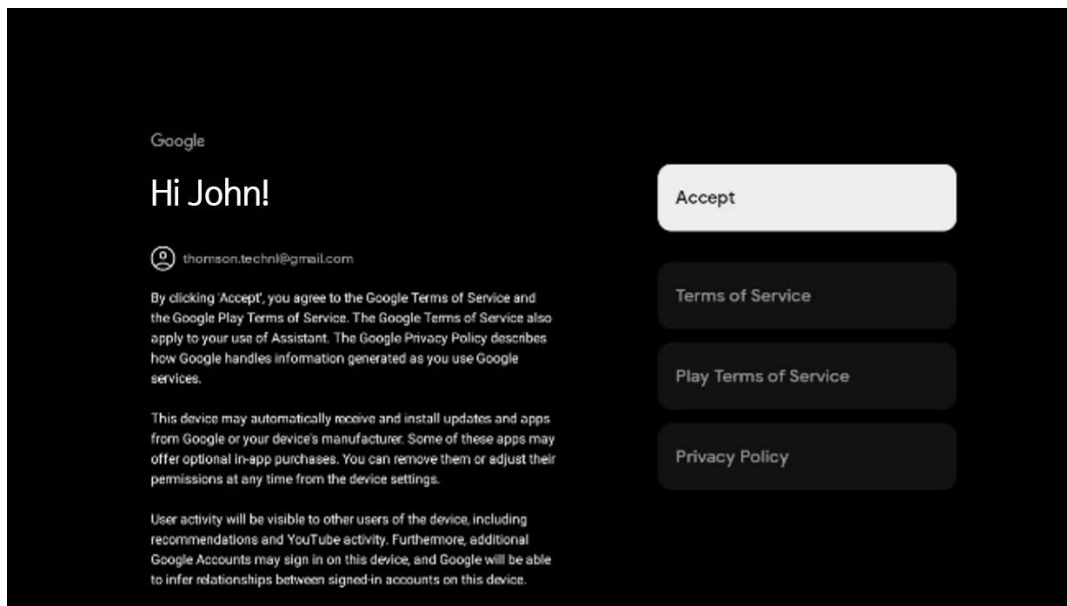 Google
Hi John!
thomson.technl@gmail.com
By clicking 'Accept', you agree to the Google Terms of Service and
the Google Play Terms of Service. The Google Terms of Service also
apply to your use of Assistant. The Google Privacy Policy describes
how Google handles information generated as you use Google
services.
This device may automatically receive and install updates and apps
from Google or your device's manufacturer. Some of these apps may
offer optional in-app purchases. You can remove them or adjust their
permissions at any time from the device settings.
User activity will be visible to other users of the device, including
recommendations and YouTube activity. Furthermore, additional
Google Accounts may sign in on this device, and Google will be able
to infer relationships between signed-in accounts on this device.
Accept
Terms of Service
Play Terms of Service
Privacy Policy